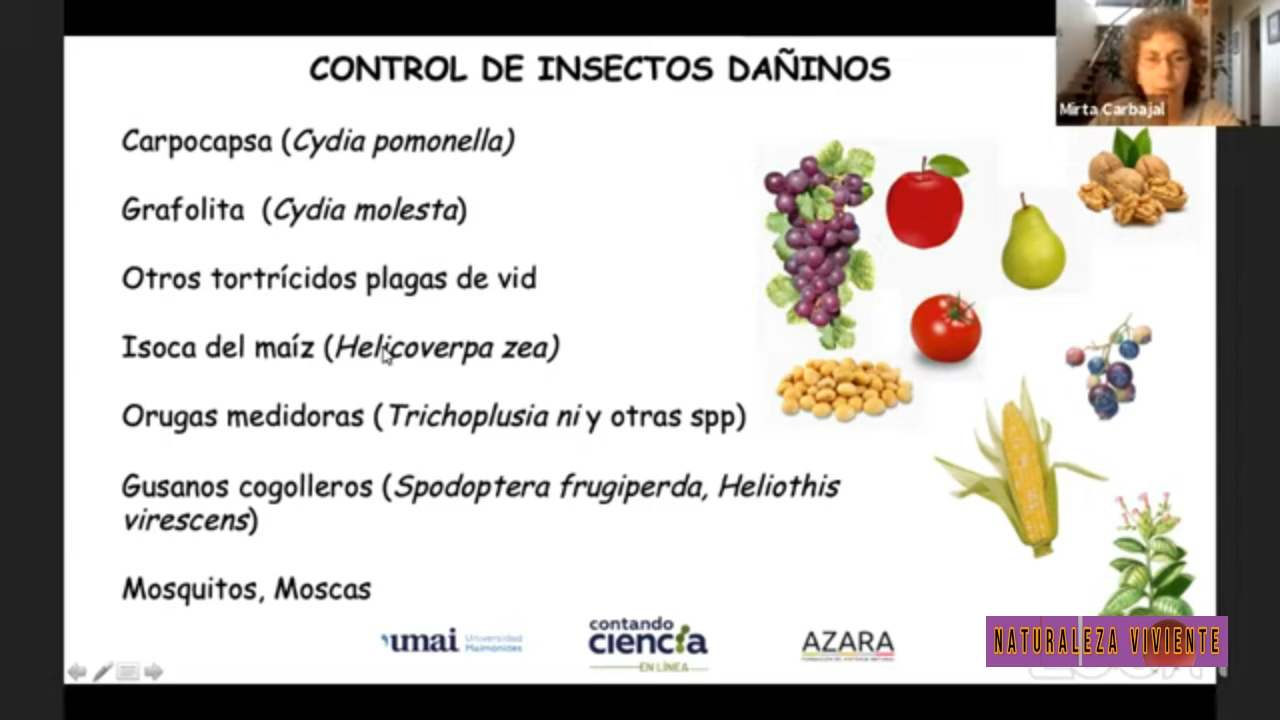 CONTROL DE INSECTOS DAÑINOS
Mirta Carbajal
Carpocapsa (Cydia pomonella)
Grafolita (Cydia molesta)
Otros tortrícidos plagas de vid
Isoca del maíz (Helicoverpa zea)
Orugas medidoras (Trichoplusia ni y otras spp)
Gusanos cogolleros (Spodoptera frugiperda, Heliothis
virescens)
Mosquitos, Moscas
umai Universidad
Maimónides
contando
ciencia
EN LÍNEA
AZARA
NATURALEZA VIVIENTE